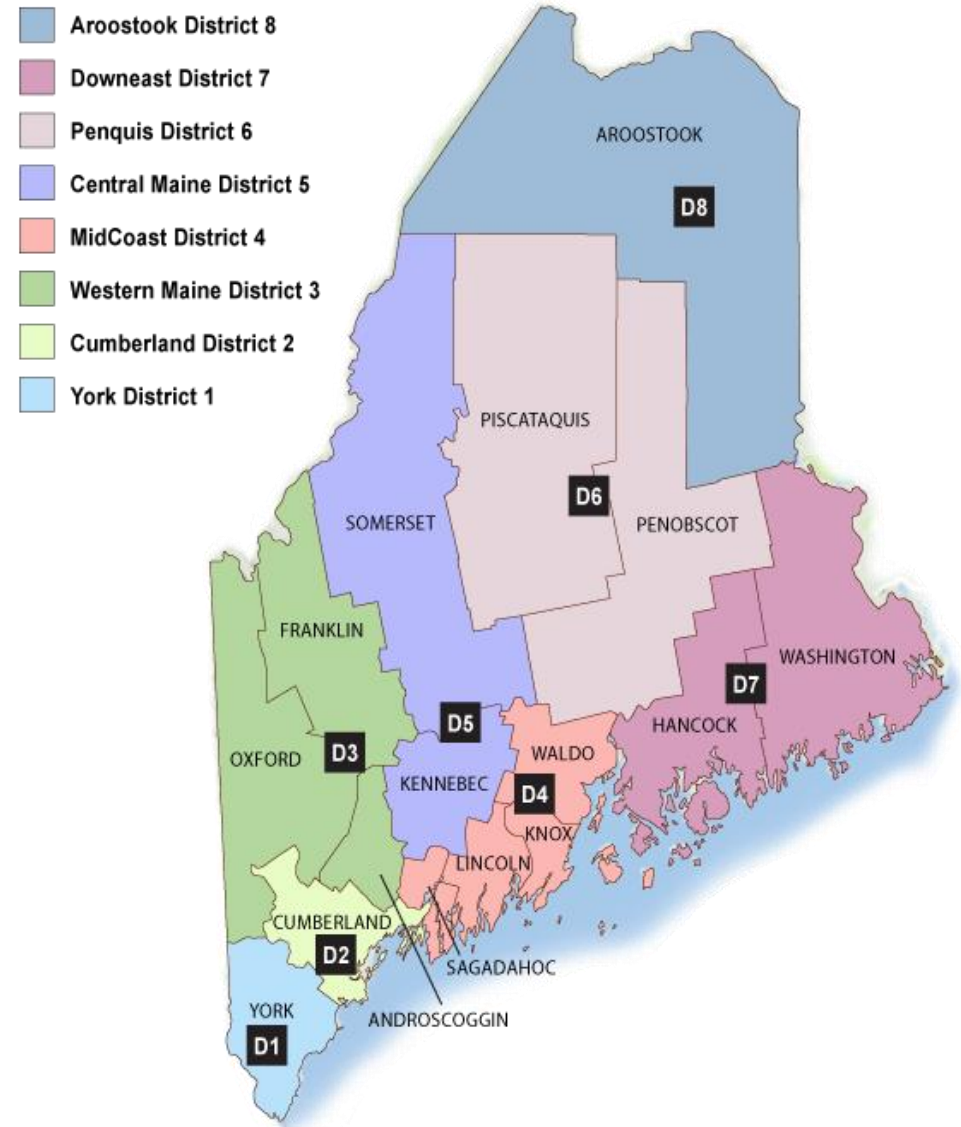 Aroostook District 8
Downeast District 7
Penquis District 6
Central Maine District 5
MidCoast District 4
Western Maine District 3
Cumberland District 2
York District 1
AROOSTOOK
D8
PISCATAQUIS
D6
SOMERSET
PENOBSCOT
FRANKLIN
WASHINGTON
D7
HANCOCK
D5
D3
OXFORD
WALDO
KENNEBEC
D4
KNOX
LINCOLN
CUMBERLAND
D2
SAGADAHOC
YORK
ANDROSCOGGIN
D1